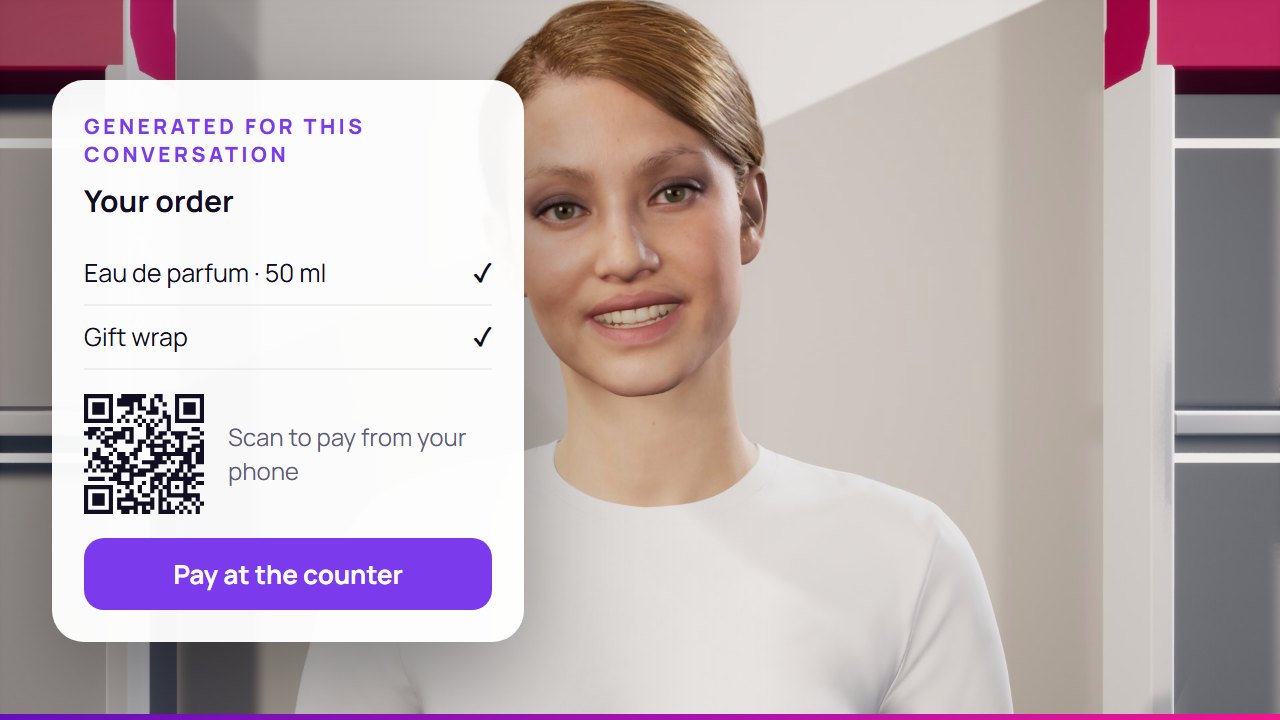 GENERATED FOR THIS
CONVERSATION
Your order
Eau de parfum · 50 ml ✓
Gift wrap ✓
Scan to pay from your
phone
Pay at the counter